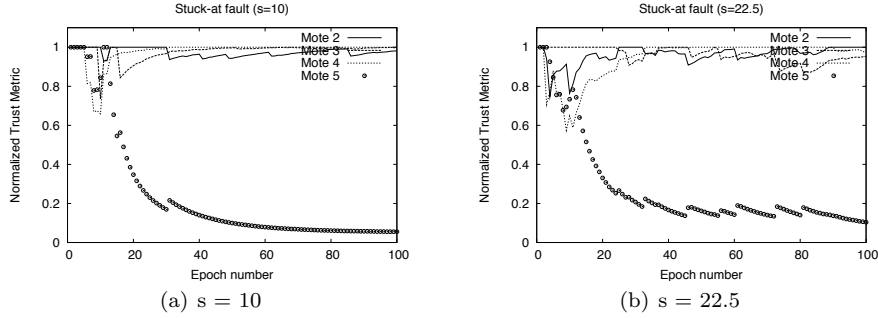 Stuck-at fault (s=10)
Mote 2
Mote 3
Mote 4
Mote 5
1
0.8
0.6
0.4
0.2
0
Normalized Trust Metric
0 20 40 60 80 100
Epoch number
(a) s = 10
Stuck-at fault (s=22.5)
Mote 2
Mote 3
Mote 4
Mote 5
1
0.8
0.6
0.4
0.2
0
Normalized Trust Metric
0 20 40 60 80 100
Epoch number
(b) s = 22.5